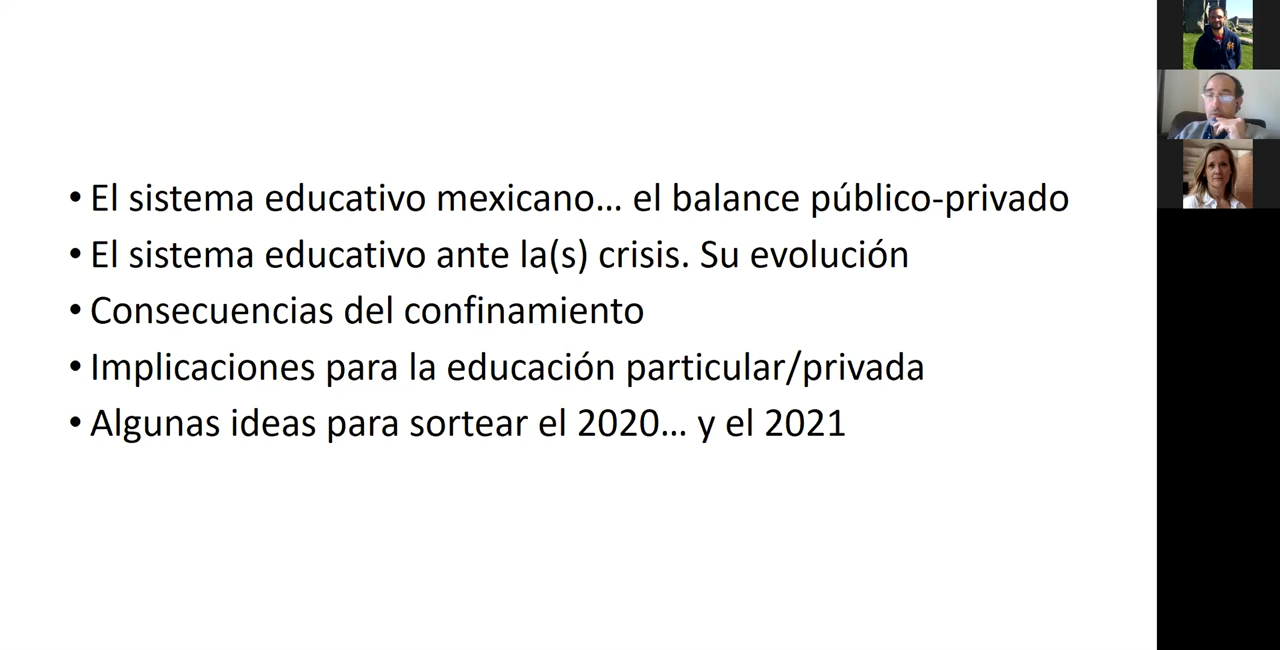 • El sistema educativo mexicano... el balance público-privado
• El sistema educativo ante la(s) crisis. Su evolución
• Consecuencias del confinamiento
• Implicaciones para la educación particular/privada
• Algunas ideas para sortear el 2020... y el 2021